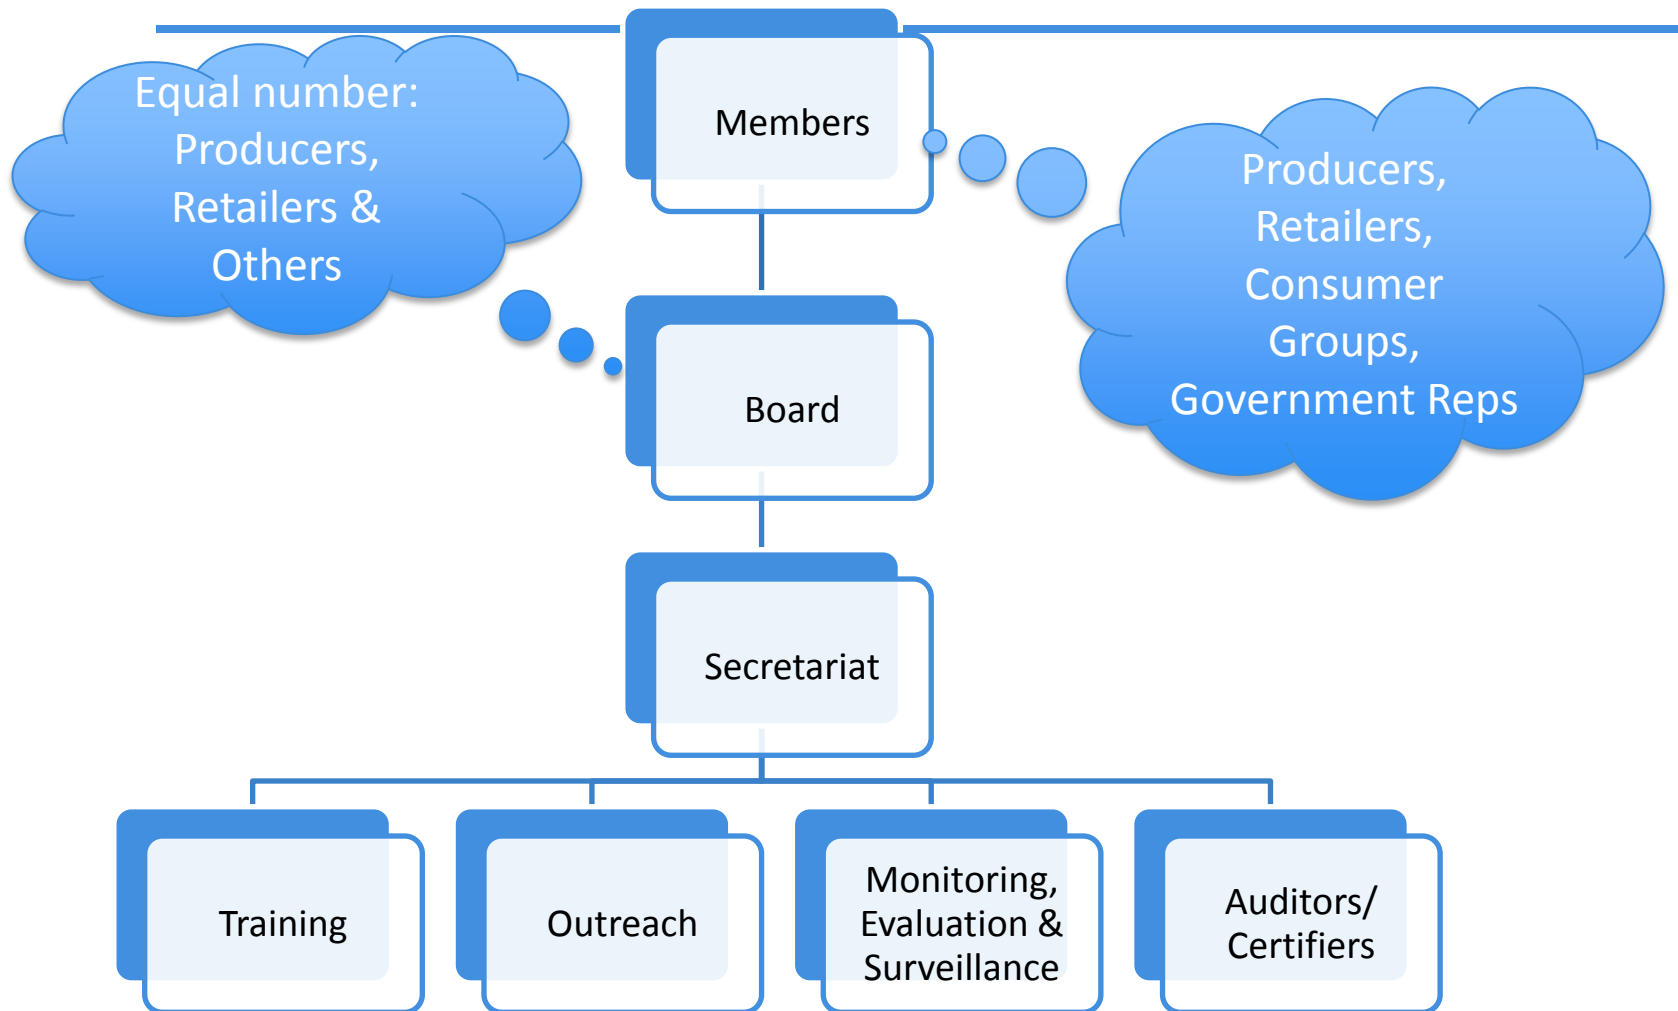 Members
Equal number:
Producers,
Retailers &
Others
Producers,
Retailers,
Consumer
Groups,
Government Reps
Board
Secretariat
Training
Outreach
Monitoring,
Evaluation &
Surveillance
Auditors/
Certifiers